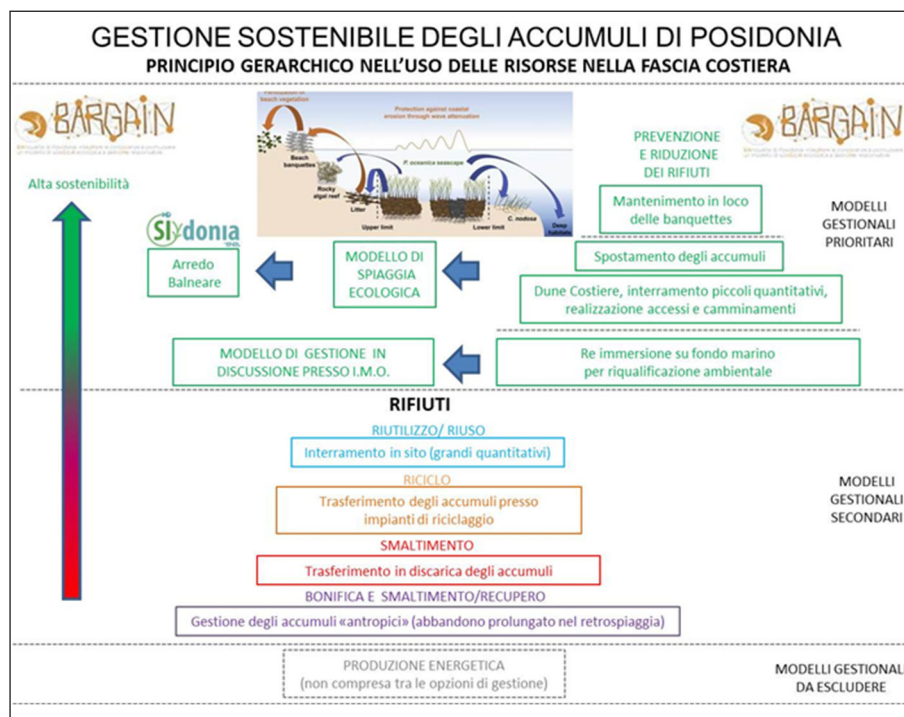 GESTIONE SOSTENIBILE DEGLI ACCUMULI DI POSIDONIA
PRINCIPIO GERARCHICO NELL'USO DELLE RISORSE NELLA FASCIA COSTIERA
BARGAIN
BARGAIN
Alta sostenibilità
beach vegetation
Protection against coastal
erosion through wave attenuation
Beach
banquettes
P. oceanica seascape
Rocky
algal reef
Litter
C. nodosa
Deep
habitats
Upper limit
Lower limit
PREVENZIONE
E RIDUZIONE
DEI RIFIUTI
Mantenimento in loco
delle banquettes
MODELLI
GESTIONALI
PRIORITARI
Spostamento degli accumuli
SIydonia
Arredo
Balneare
MODELLO DI
SPIAGGIA
ECOLOGICA
Dune Costiere, interramento piccoli quantitativi,
realizzazione accessi e camminamenti
MODELLO DI GESTIONE IN
DISCUSSIONE PRESSO I.M.O.
Re immersione su fondo marino
per riqualificazione ambientale
RIFIUTI
RIUTILIZZO/ RIUSO
Interramento in sito (grandi quantitativi)
RICICLO
Trasferimento degli accumuli presso
impianti di riciclaggio
MODELLI
GESTIONALI
SECONDARI
SMALTIMENTO
Trasferimento in discarica degli accumuli
BONIFICA E SMALTIMENTO/RECUPERO
Gestione degli accumuli «antropici» (abbandono prolungato nel retrospiaggia)
PRODUZIONE ENERGETICA
(non compresa tra le opzioni di gestione)
MODELLI GESTIONALI
DA ESCLUDERE